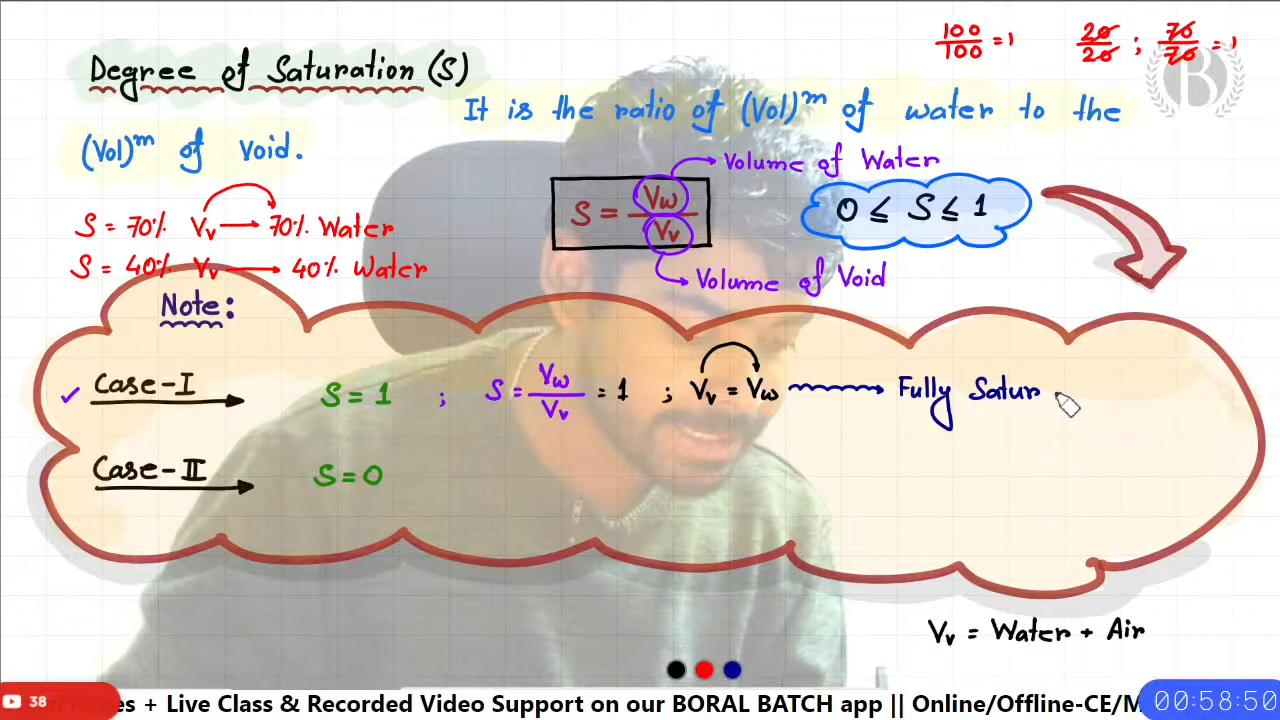 100/100 = 1 20/20 ; 70/70 = 1
Degree of Saturation (S)
It is the ratio of (Vol)^m of water to the
(Vol)^m of Void.
Volume of Water
S = Vw/Vv
0 ≤ S ≤ 1
Volume of Void
S = 70% Vv → 70% Water
S = 40% Vv → 40% Water
Note:
Case-I → S = 1 ; S = Vw/Vv = 1 ; Vv = Vw → Fully Satur
Case-II → S = 0
Vv = Water + Air
38
+ Live Class & Recorded Video Support on our BORAL BATCH app || Online/Offline-CE/M
00:58:50
B